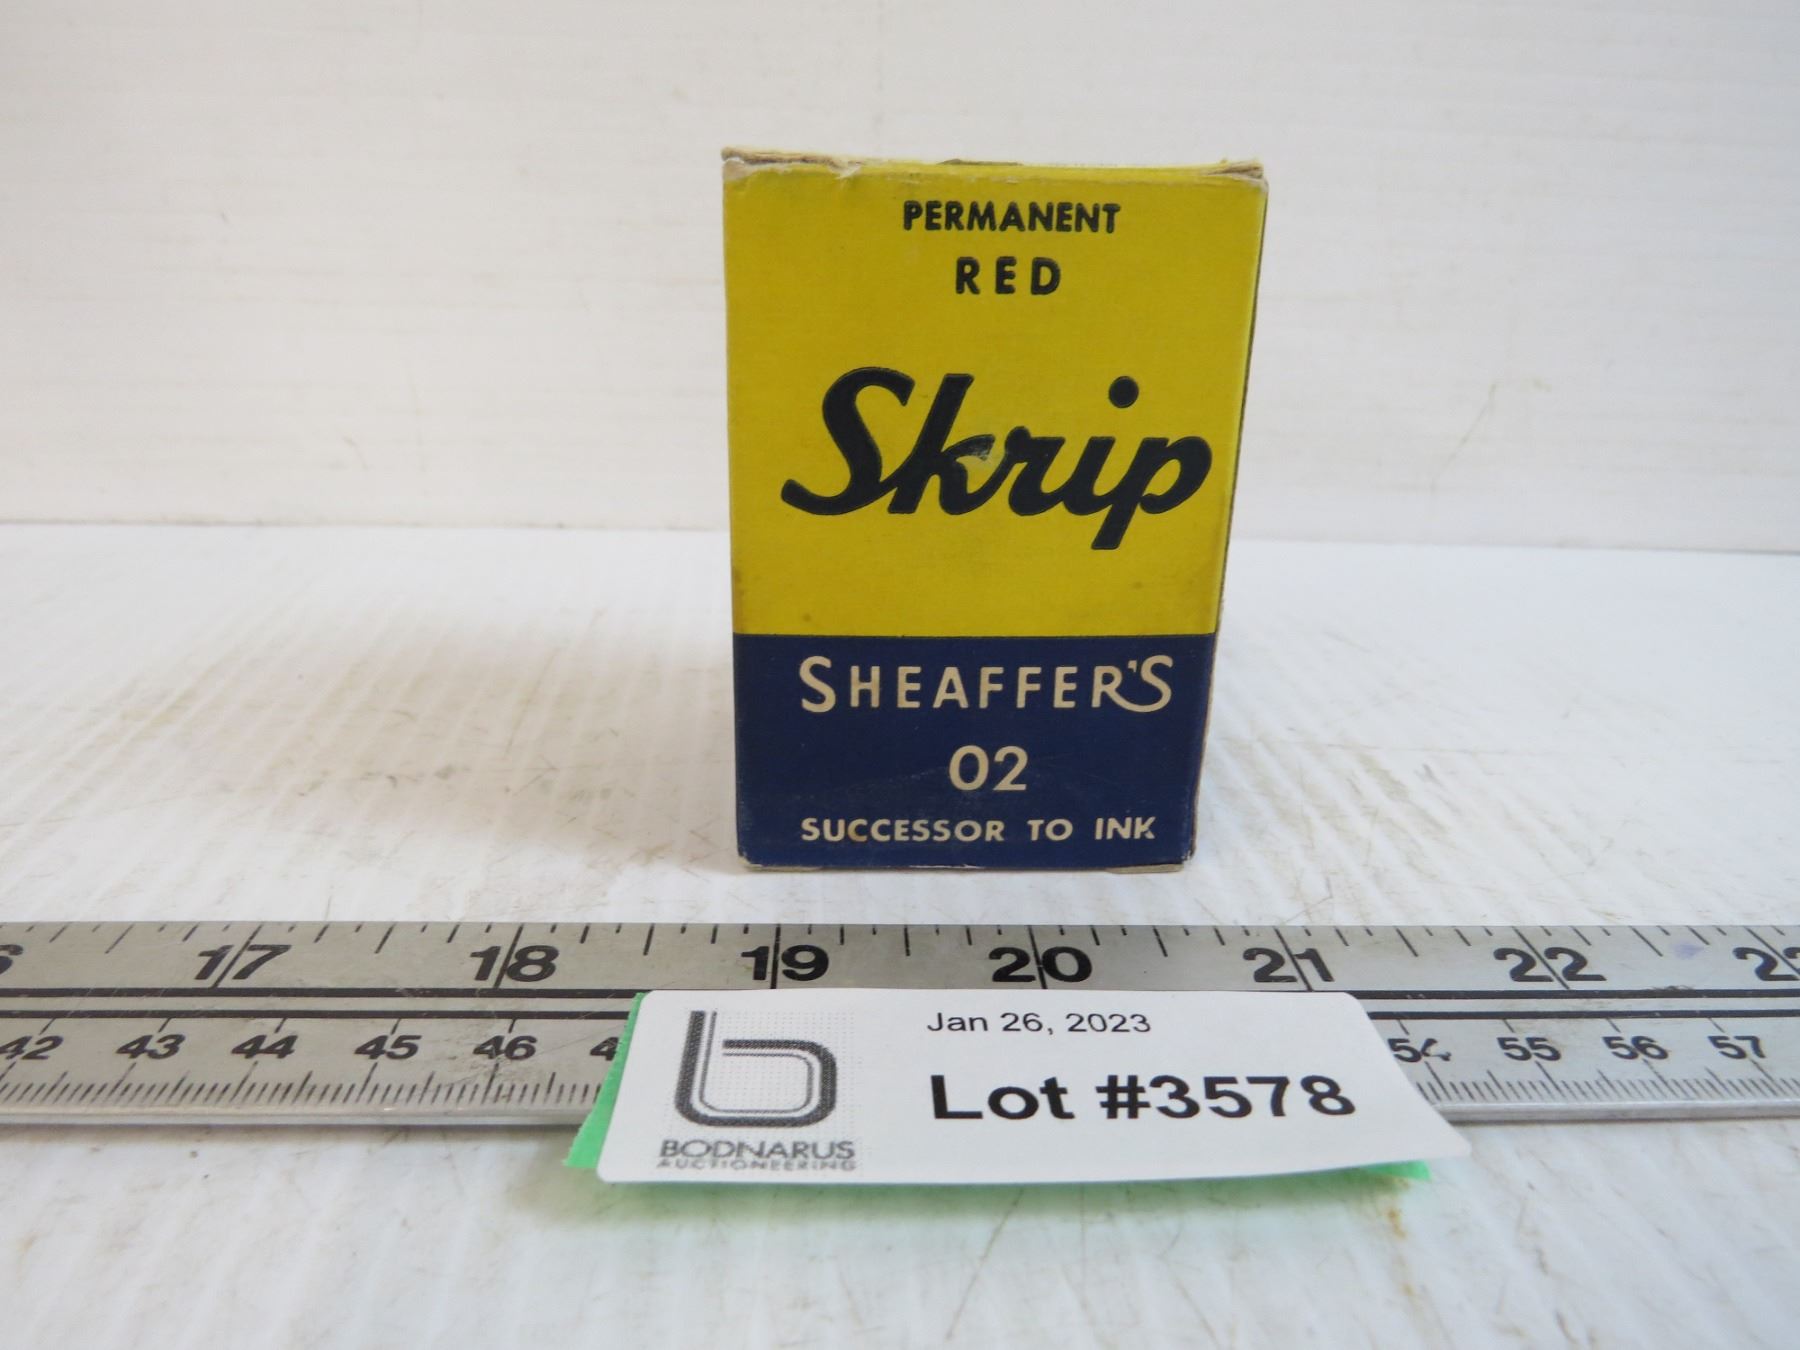 PERMANENT
RED
Skrip
SHEAFFER'S
02
SUCCESSOR TO INK
17 18 19 20 21 22
42 43 44 45 46 54 55 56 57
Jan 26, 2023
Lot #3578
BODNARUS
AUCTIONEERING